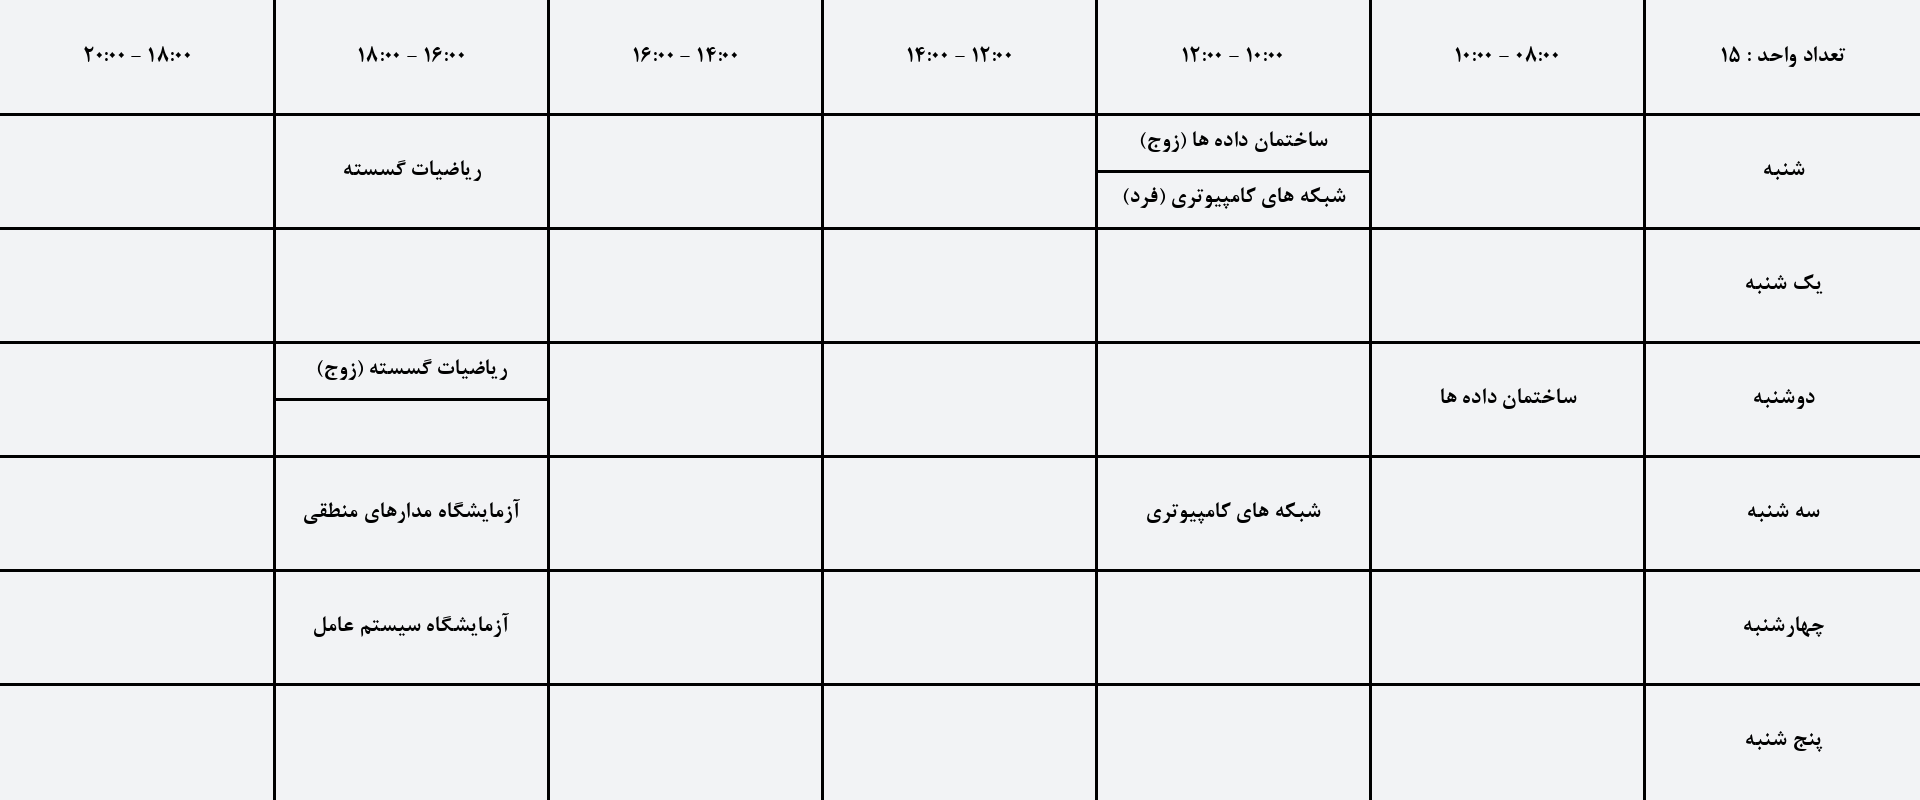 تعداد واحد : ۱۵
۰۸:۰۰ - ۱۰:۰۰
۱۰:۰۰ - ۱۲:۰۰
۱۲:۰۰ - ۱۴:۰۰
۱۴:۰۰ - ۱۶:۰۰
۱۶:۰۰ - ۱۸:۰۰
۱۸:۰۰ - ۲۰:۰۰
شنبه
ساختمان داده ها (زوج)
شبکه های کامپیوتری (فرد)
ریاضیات گسسته
یک شنبه
دوشنبه
ساختمان داده ها
ریاضیات گسسته (زوج)
سه شنبه
شبکه های کامپیوتری
آزمایشگاه مدارهای منطقی
چهارشنبه
آزمایشگاه سیستم عامل
پنج شنبه